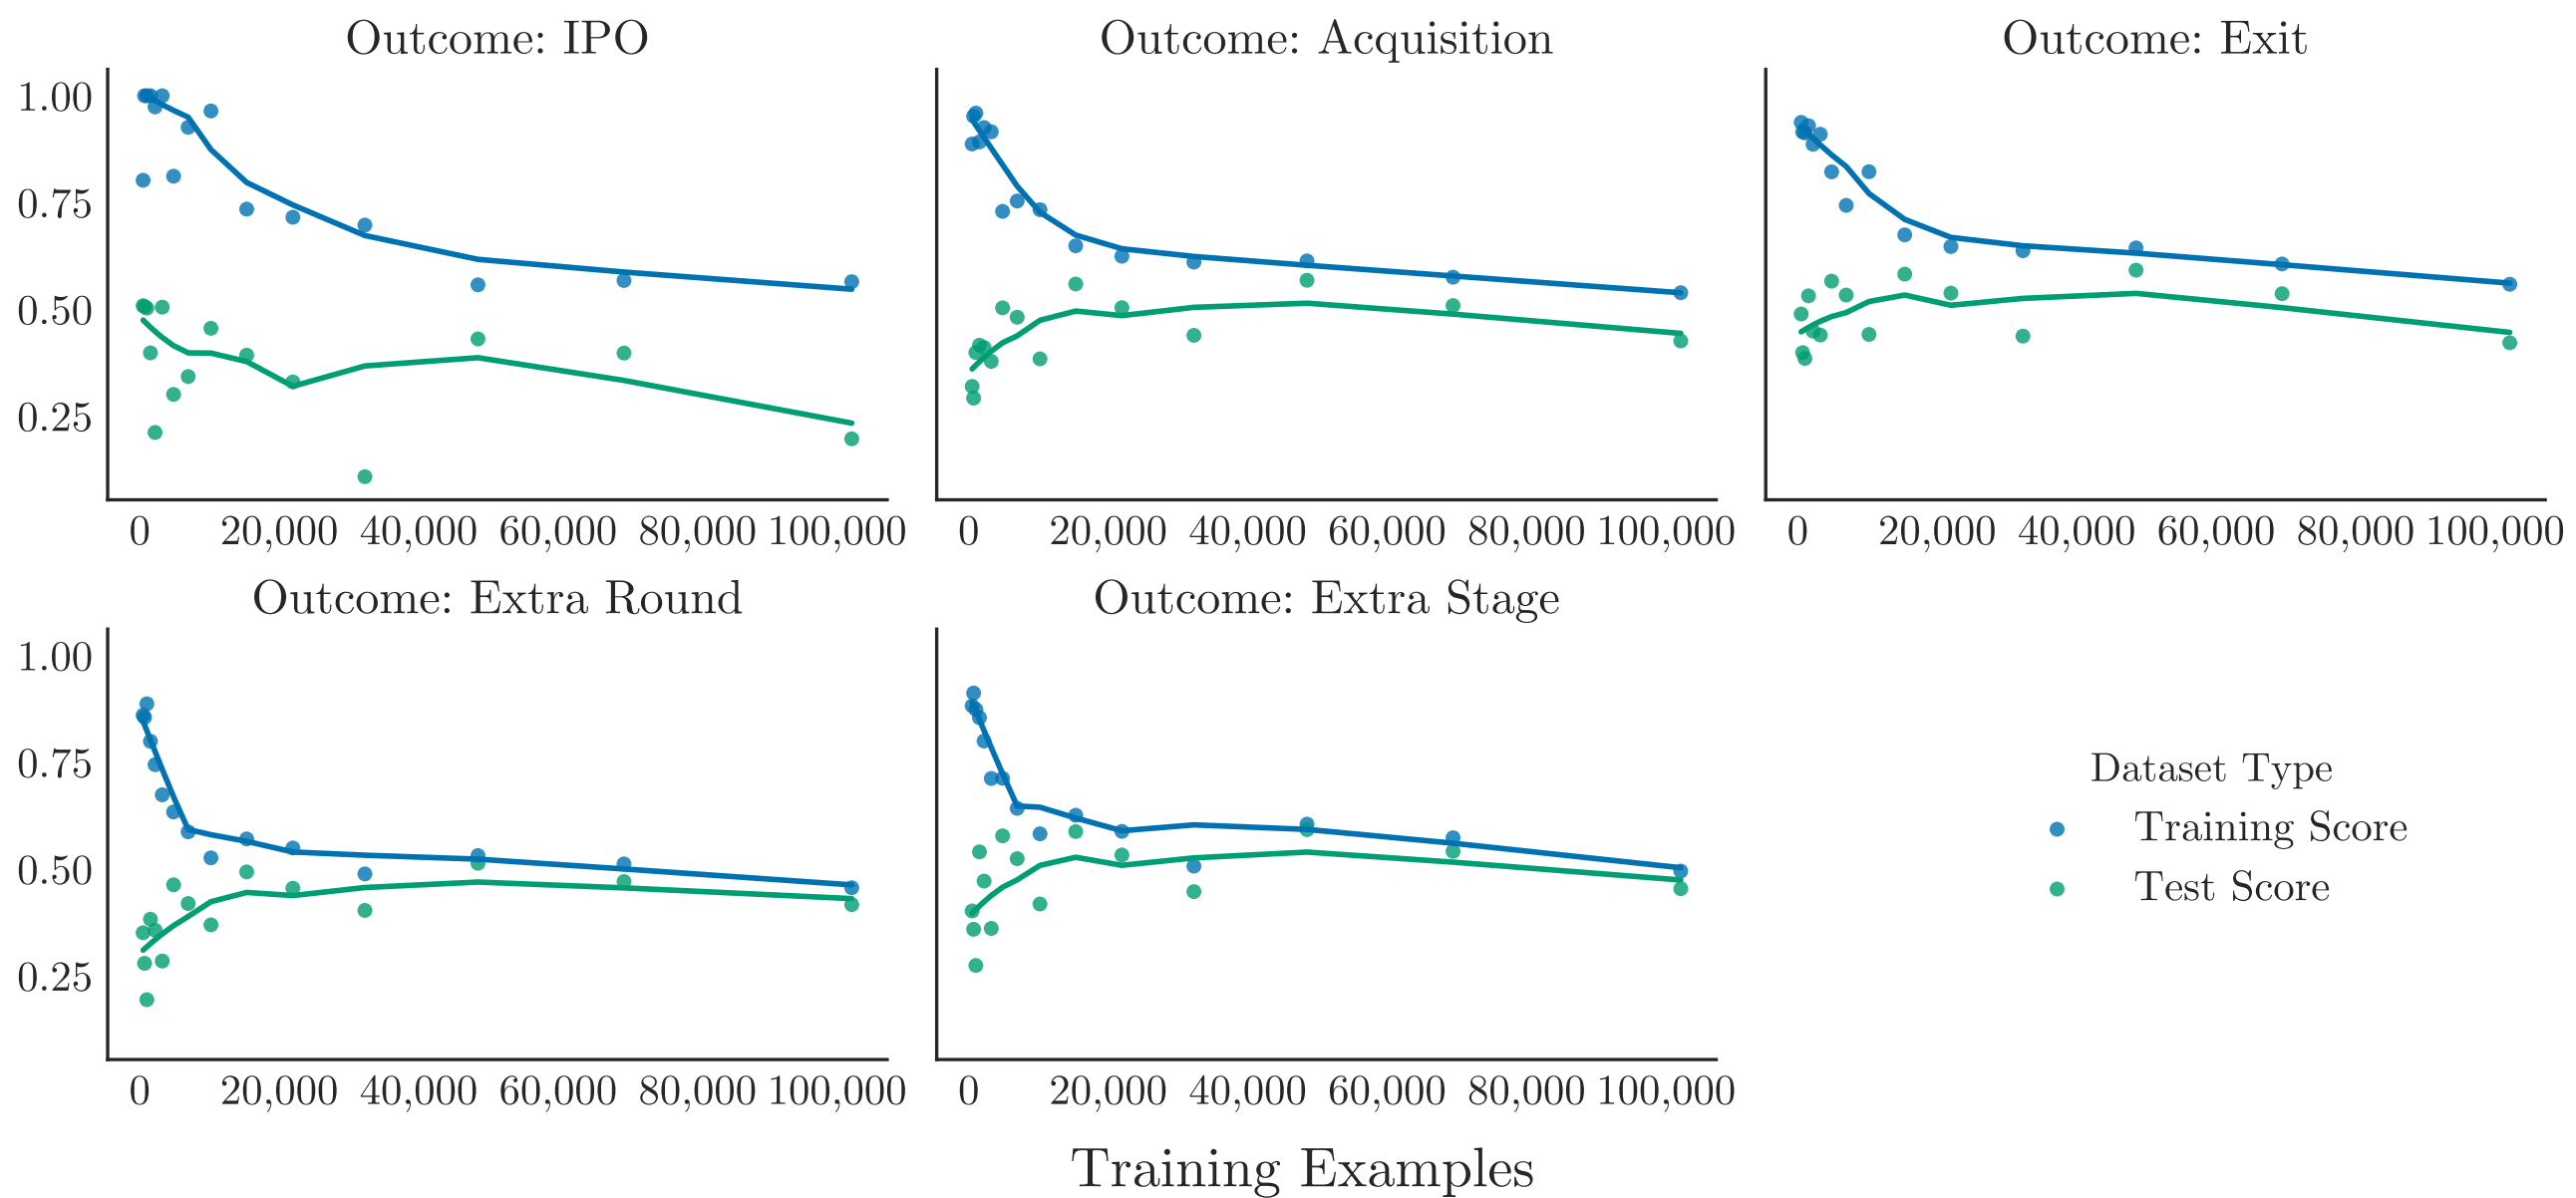 Outcome: IPO
Outcome: Acquisition
Outcome: Exit
1.00
0.75
0.50
0.25
0 20,000 40,000 60,000 80,000 100,000
0 20,000 40,000 60,000 80,000 100,000
0 20,000 40,000 60,000 80,000 100,000
Outcome: Extra Round
Outcome: Extra Stage
1.00
0.75
0.50
0.25
0 20,000 40,000 60,000 80,000 100,000
0 20,000 40,000 60,000 80,000 100,000
Dataset Type
Training Score
Test Score
Training Examples